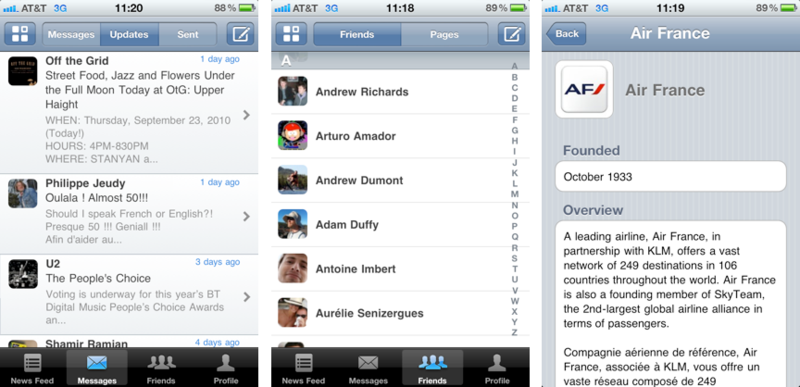 AT&T 3G 11:20 88%
Messages Updates Sent
Off the Grid 1 day ago
Street Food, Jazz and Flowers Under
the Full Moon Today at OtG: Upper
Haight
WHEN: Thursday, September 23, 2010
(Today!)
HOURS: 4PM-830PM
WHERE: STANYAN a...
Philippe Jeudy 1 day ago
Oulala ! Almost 50!!!
Should I speak French or English?!
Presque 50 !!! Geniall !!!
Afin d'aider au...
U2 3 days ago
The People's Choice
Voting is underway for this year's BT
Digital Music People's Choice Awards
an...
Shamir Ramjan 4 days ago
News Feed Messages Friends Profile
AT&T 3G 11:18 89%
Friends Pages
A
Andrew Richards
Arturo Amador
Andrew Dumont
Adam Duffy
Antoine Imbert
Aurélie Senizergues
A
B
C
D
E
F
G
H
I
J
K
L
M
N
O
P
Q
R
S
T
U
V
W
X
Y
Z
#
News Feed Messages Friends Profile
AT&T 3G 11:19 89%
Back Air France
AF
Air France
Founded
October 1933
Overview
A leading airline, Air France, in
partnership with KLM, offers a vast
network of 249 destinations in 106
countries throughout the world. Air France
is also a founding member of SkyTeam,
the 2nd-largest global airline alliance in
terms of passengers.
Compagnie aérienne de référence, Air
France, associée à KLM, vous offre un
vaste réseau composé de 249